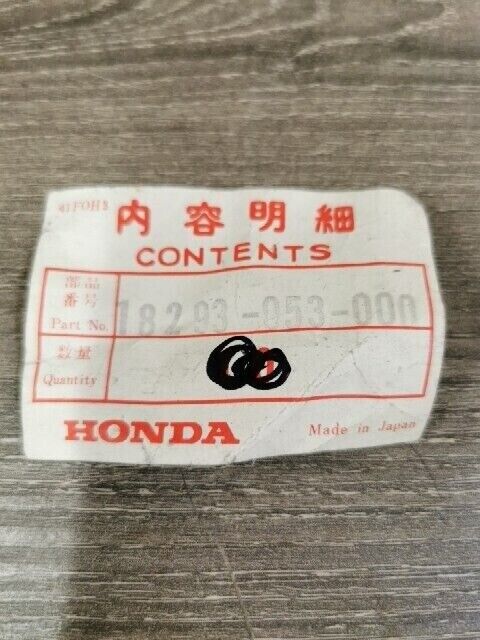 内容明細
CONTENTS
部品
番号
Part No. 18293-053-000
数量
Quantity
HONDA Made in Japan